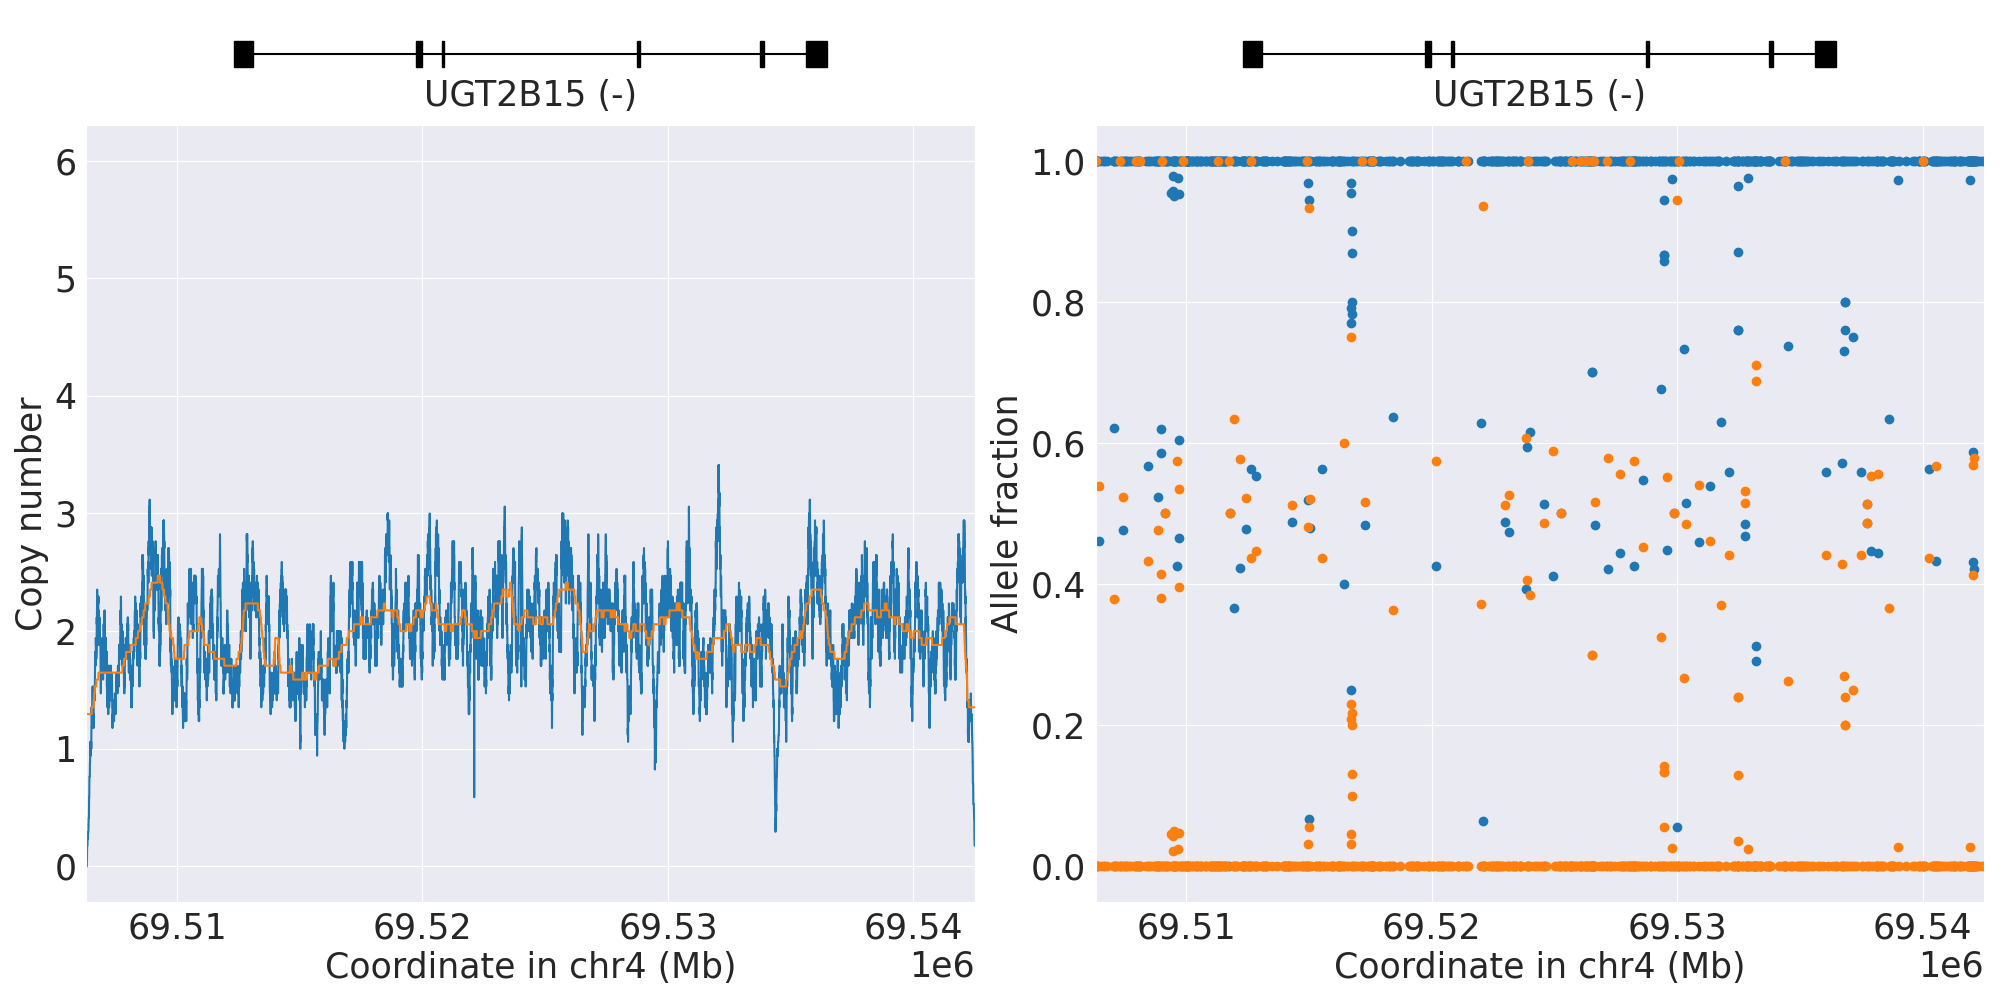 UGT2B15 (-)
6
5
4
3
2
1
0
Copy number
69.51 69.52 69.53 69.54
Coordinate in chr4 (Mb)
1e6
UGT2B15 (-)
1.0
0.8
0.6
0.4
0.2
0.0
Allele fraction
69.51 69.52 69.53 69.54
Coordinate in chr4 (Mb)
1e6